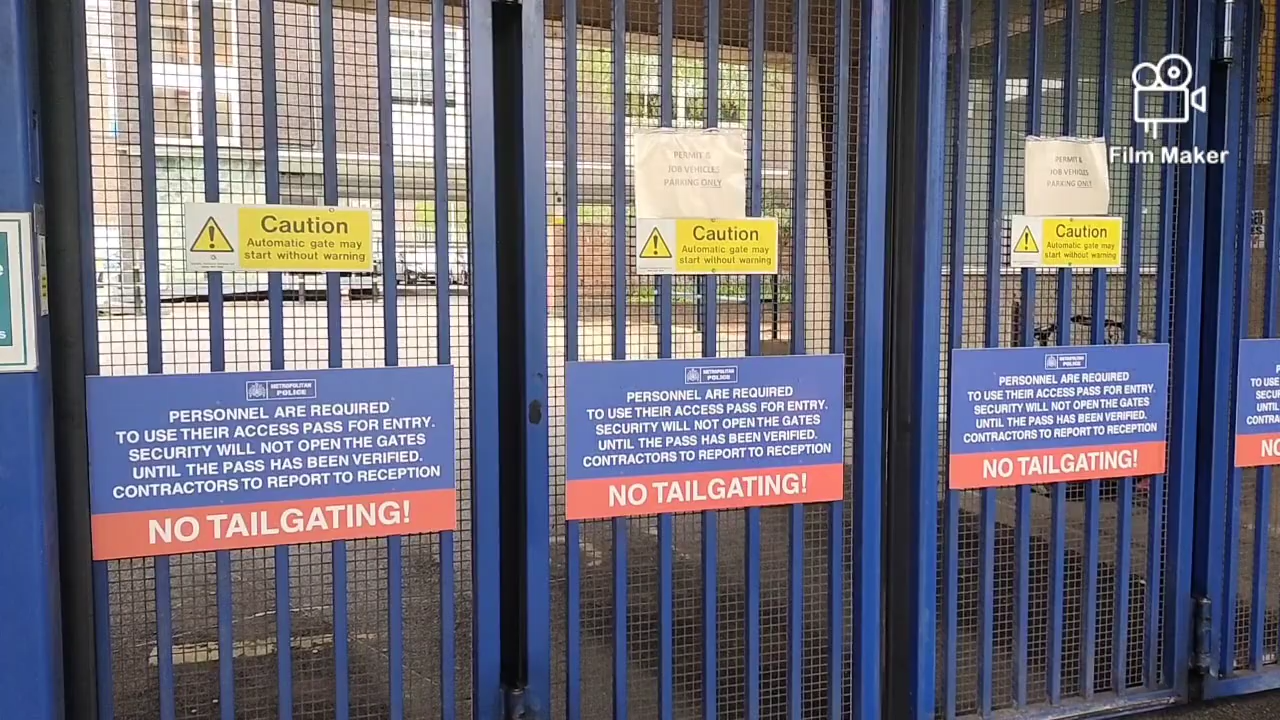 PERMIT &
JOB VEHICLES
PARKING ONLY
PERMIT &
JOB VEHICLES
PARKING ONLY
Film Maker
Caution
Automatic gate may
start without warning
Caution
Automatic gate may
start without warning
Caution
Automatic gate may
start without warning
METROPOLITAN
POLICE
PERSONNEL ARE REQUIRED
TO USE THEIR ACCESS PASS FOR ENTRY.
SECURITY WILL NOT OPEN THE GATES
UNTIL THE PASS HAS BEEN VERIFIED.
CONTRACTORS TO REPORT TO RECEPTION
NO TAILGATING!
METROPOLITAN
POLICE
PERSONNEL ARE REQUIRED
TO USE THEIR ACCESS PASS FOR ENTRY.
SECURITY WILL NOT OPEN THE GATES
UNTIL THE PASS HAS BEEN VERIFIED.
CONTRACTORS TO REPORT TO RECEPTION
NO TAILGATING!
METROPOLITAN
POLICE
PERSONNEL ARE REQUIRED
TO USE THEIR ACCESS PASS FOR ENTRY.
SECURITY WILL NOT OPEN THE GATES
UNTIL THE PASS HAS BEEN VERIFIED.
CONTRACTORS TO REPORT TO RECEPTION
NO TAILGATING!